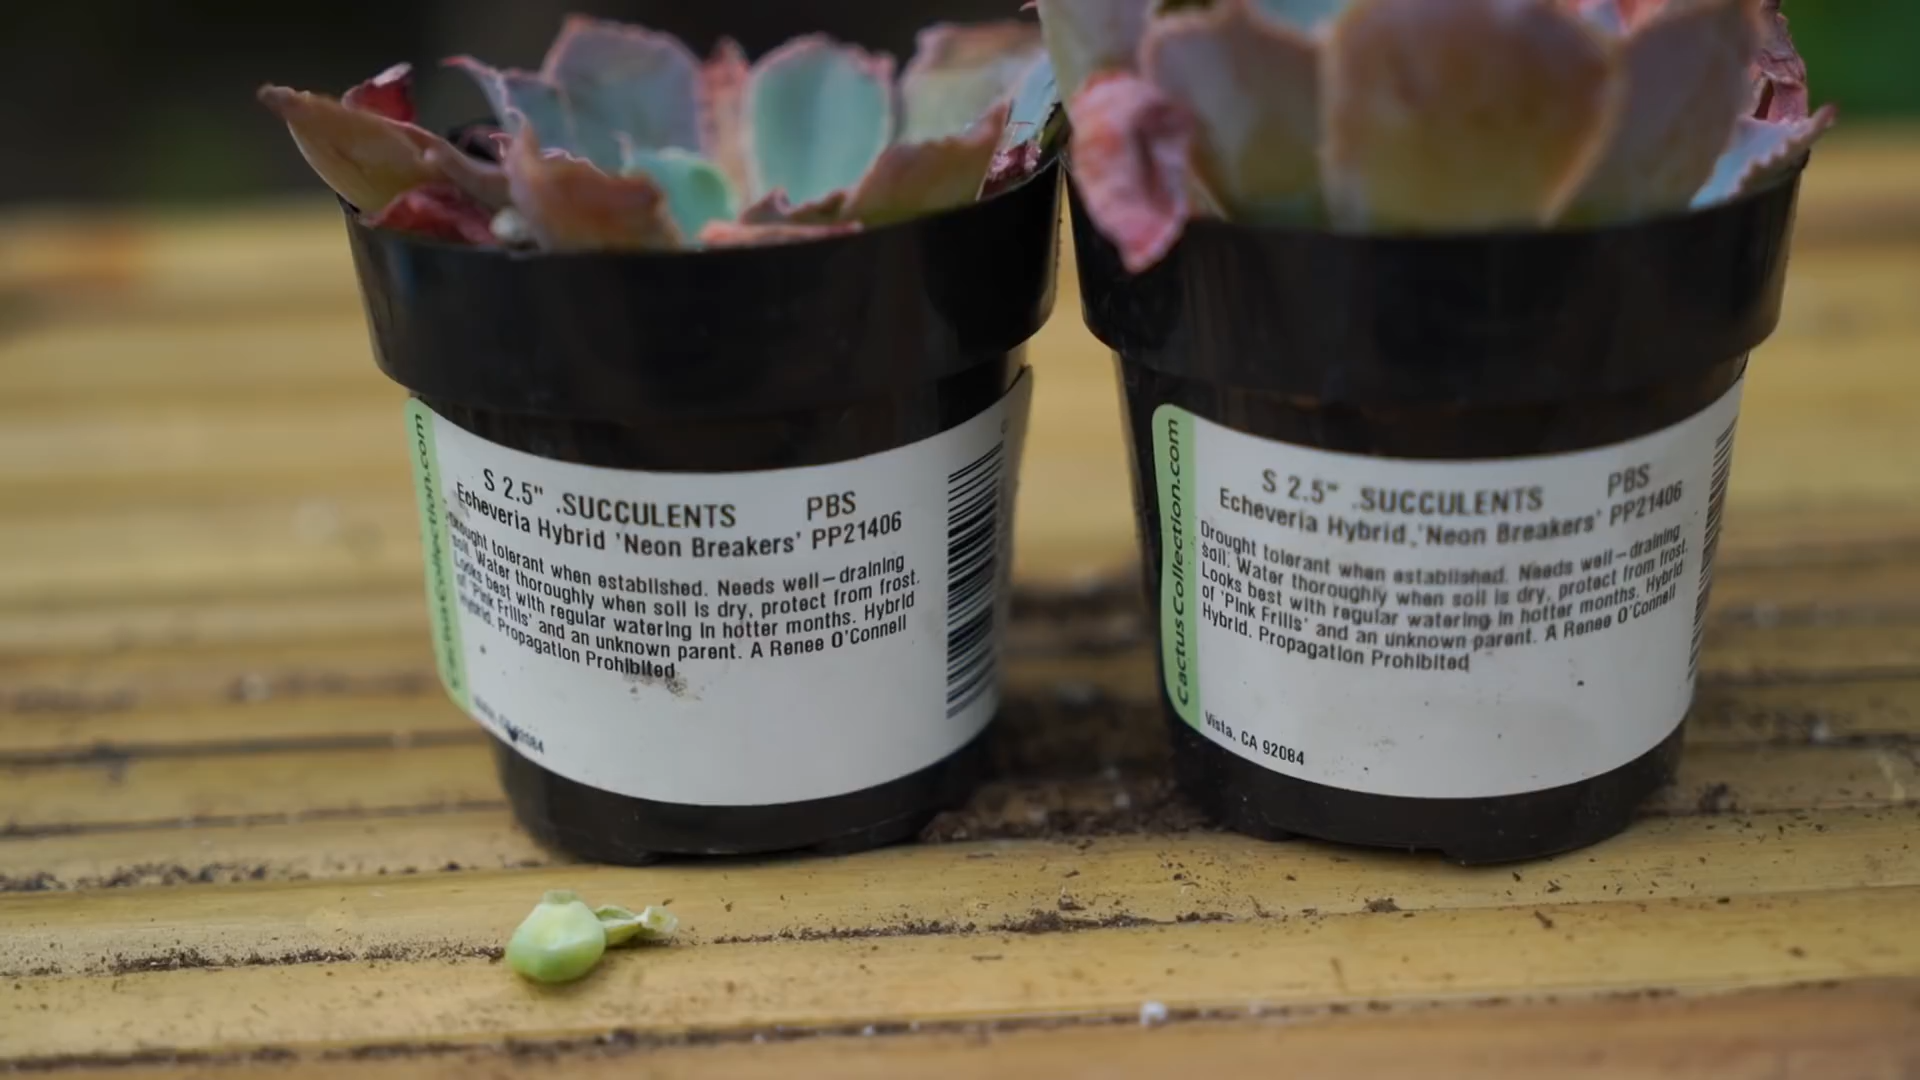 CactusCollection.com
S 2.5" .SUCCULENTS PBS
Echeveria Hybrid 'Neon Breakers' PP21406
Drought tolerant when established. Needs well-draining
soil. Water thoroughly when soil is dry, protect from frost.
Looks best with regular watering in hotter months. Hybrid
of 'Pink Frills' and an unknown parent. A Renee O'Connell
Hybrid. Propagation Prohibited
CactusCollection.com
S 2.5" .SUCCULENTS PBS
Echeveria Hybrid 'Neon Breakers' PP21406
Drought tolerant when established. Needs well-draining
soil. Water thoroughly when soil is dry, protect from frost.
Looks best with regular watering in hotter months. Hybrid
of 'Pink Frills' and an unknown parent. A Renee O'Connell
Hybrid. Propagation Prohibited
Vista, CA 92084